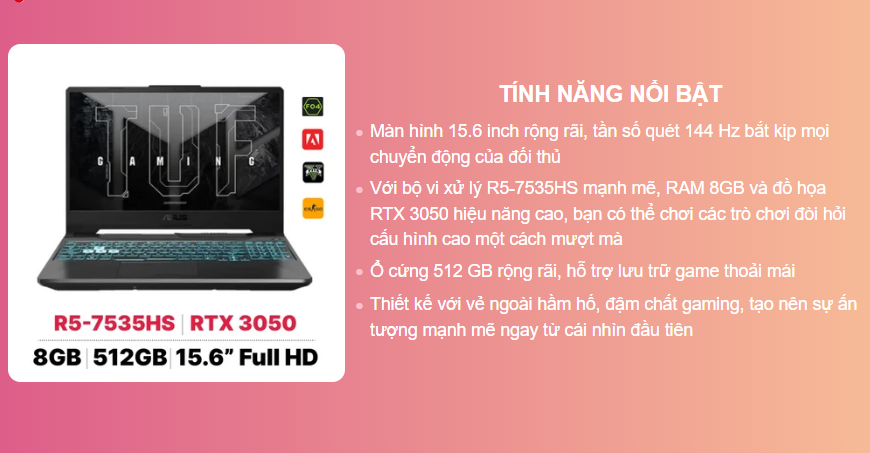 TUF
GAMING
ASUS
FO4
GTA V
CS:GO
R5-7535HS | RTX 3050
8GB | 512GB | 15.6” Full HD
TÍNH NĂNG NỔI BẬT
Màn hình 15.6 inch rộng rãi, tần số quét 144 Hz bắt kịp mọi
chuyển động của đối thủ
Với bộ vi xử lý R5-7535HS mạnh mẽ, RAM 8GB và đồ họa
RTX 3050 hiệu năng cao, bạn có thể chơi các trò chơi đòi hỏi
cấu hình cao một cách mượt mà
Ổ cứng 512 GB rộng rãi, hỗ trợ lưu trữ game thoải mái
Thiết kế với vẻ ngoài hầm hố, đậm chất gaming, tạo nên sự ấn
tượng mạnh mẽ ngay từ cái nhìn đầu tiên